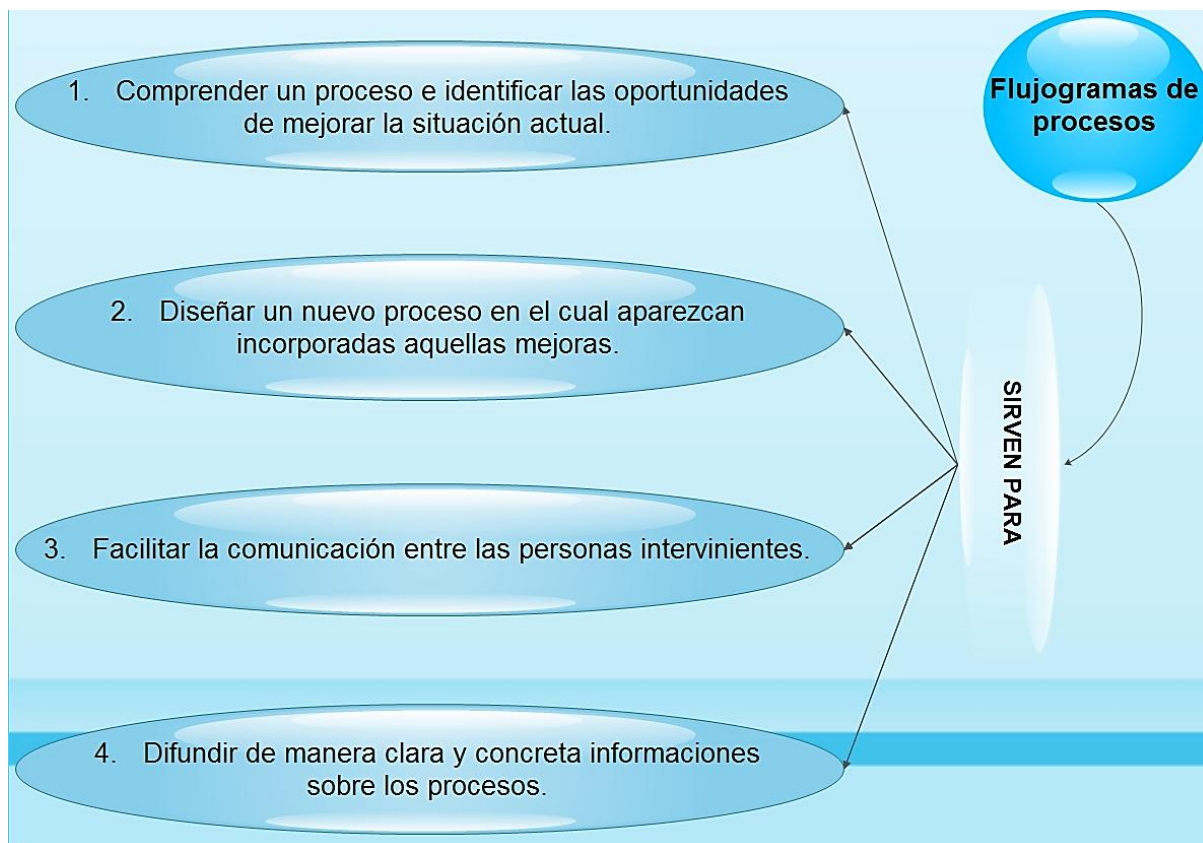 Flujogramas de
procesos
SIRVEN PARA
1. Comprender un proceso e identificar las oportunidades
de mejorar la situación actual.
2. Diseñar un nuevo proceso en el cual aparezcan
incorporadas aquellas mejoras.
3. Facilitar la comunicación entre las personas intervinientes.
4. Difundir de manera clara y concreta informaciones
sobre los procesos.